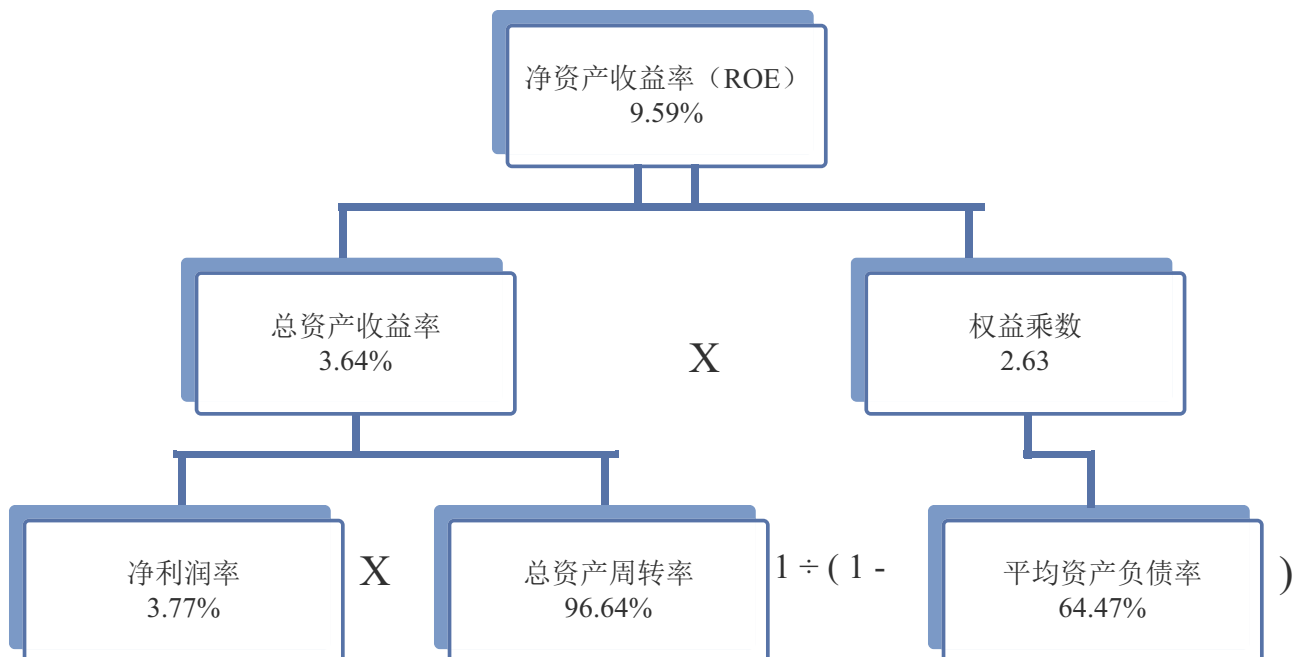 净资产收益率（ROE）
9.59%
总资产收益率
3.64%
X
权益乘数
2.63
净利润率
3.77%
X
总资产周转率
96.64%
1 ÷ ( 1 -
平均资产负债率
64.47%
)